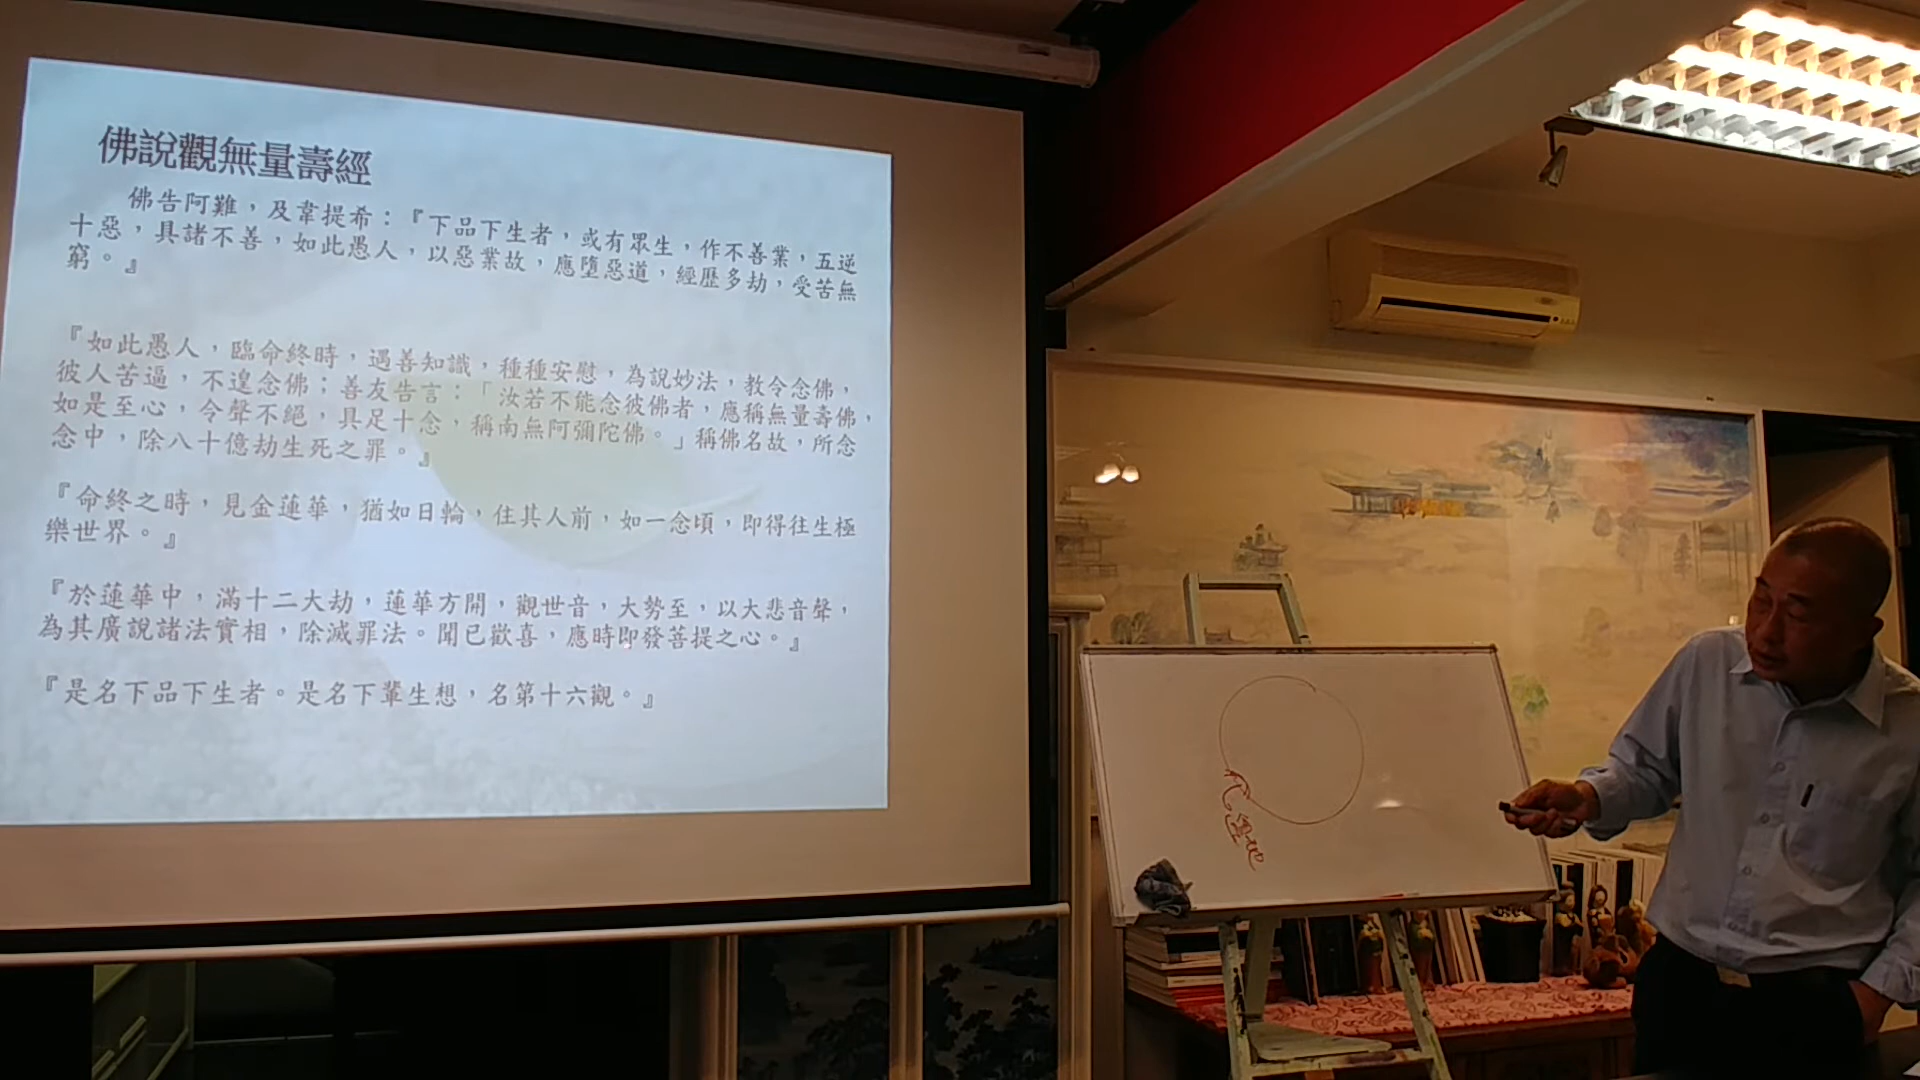 佛說觀無量壽經
佛告阿難，及韋提希：『下品下生者，或有眾生，作不善業，五逆
十惡，具諸不善，如此愚人，以惡業故，應墮惡道，經歷多劫，受苦無
窮。』
『如此愚人，臨命終時，遇善知識，種種安慰，為說妙法，教令念佛，
彼人苦逼，不遑念佛；善友告言：「汝若不能念彼佛者，應稱無量壽佛，
如是至心，令聲不絕，具足十念，稱南無阿彌陀佛。」稱佛名故，所念
念中，除八十億劫生死之罪。』
『命終之時，見金蓮華，猶如日輪，住其人前，如一念頃，即得往生極
樂世界。』
『於蓮華中，滿十二大劫，蓮華方開，觀世音，大勢至，以大悲音聲，
為其廣說諸法實相，除滅罪法。聞已歡喜，應時即發菩提之心。』
『是名下品下生者。是名下輩生想，名第十六觀。』